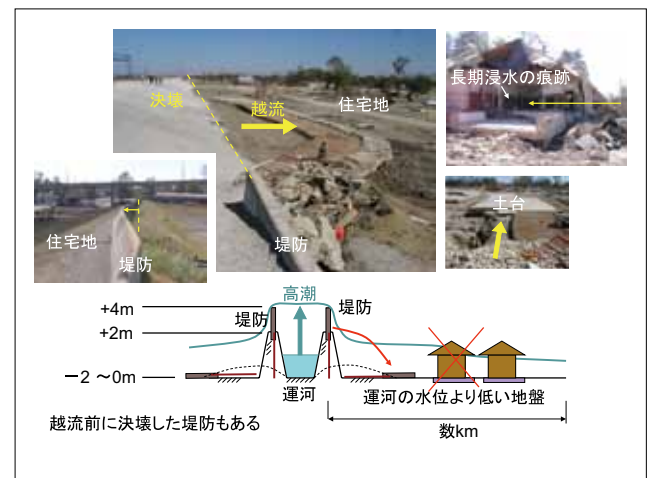 決壊
越流
住宅地
堤防
長期浸水の痕跡
住宅地
堤防
土台
高潮
+4m
堤防
堤防
+2m
－2 ～0m
運河
運河の水位より低い地盤
越流前に決壊した堤防もある
数km